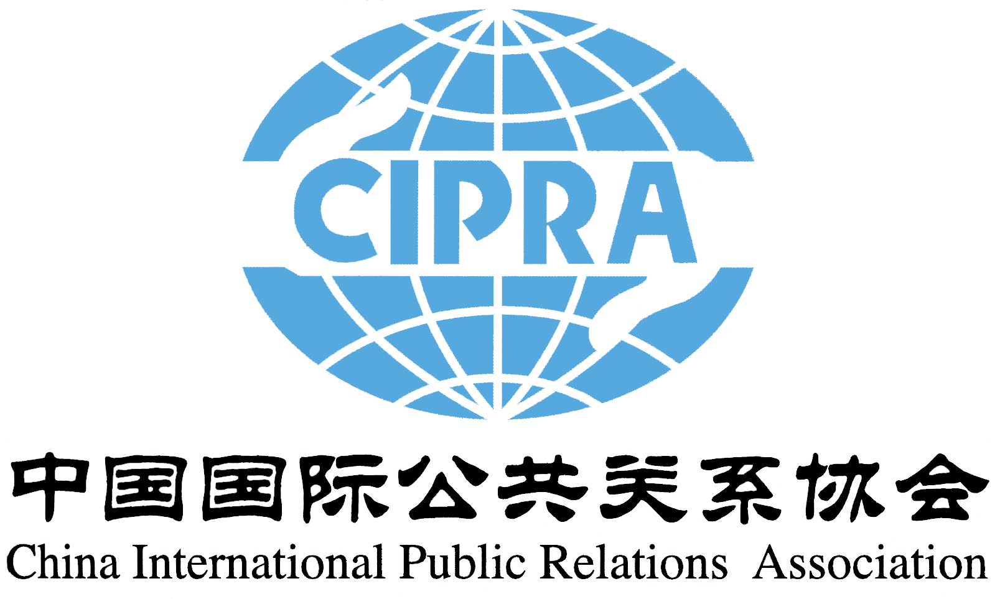 CIPRA
中国国际公共关系协会
China International Public Relations Association